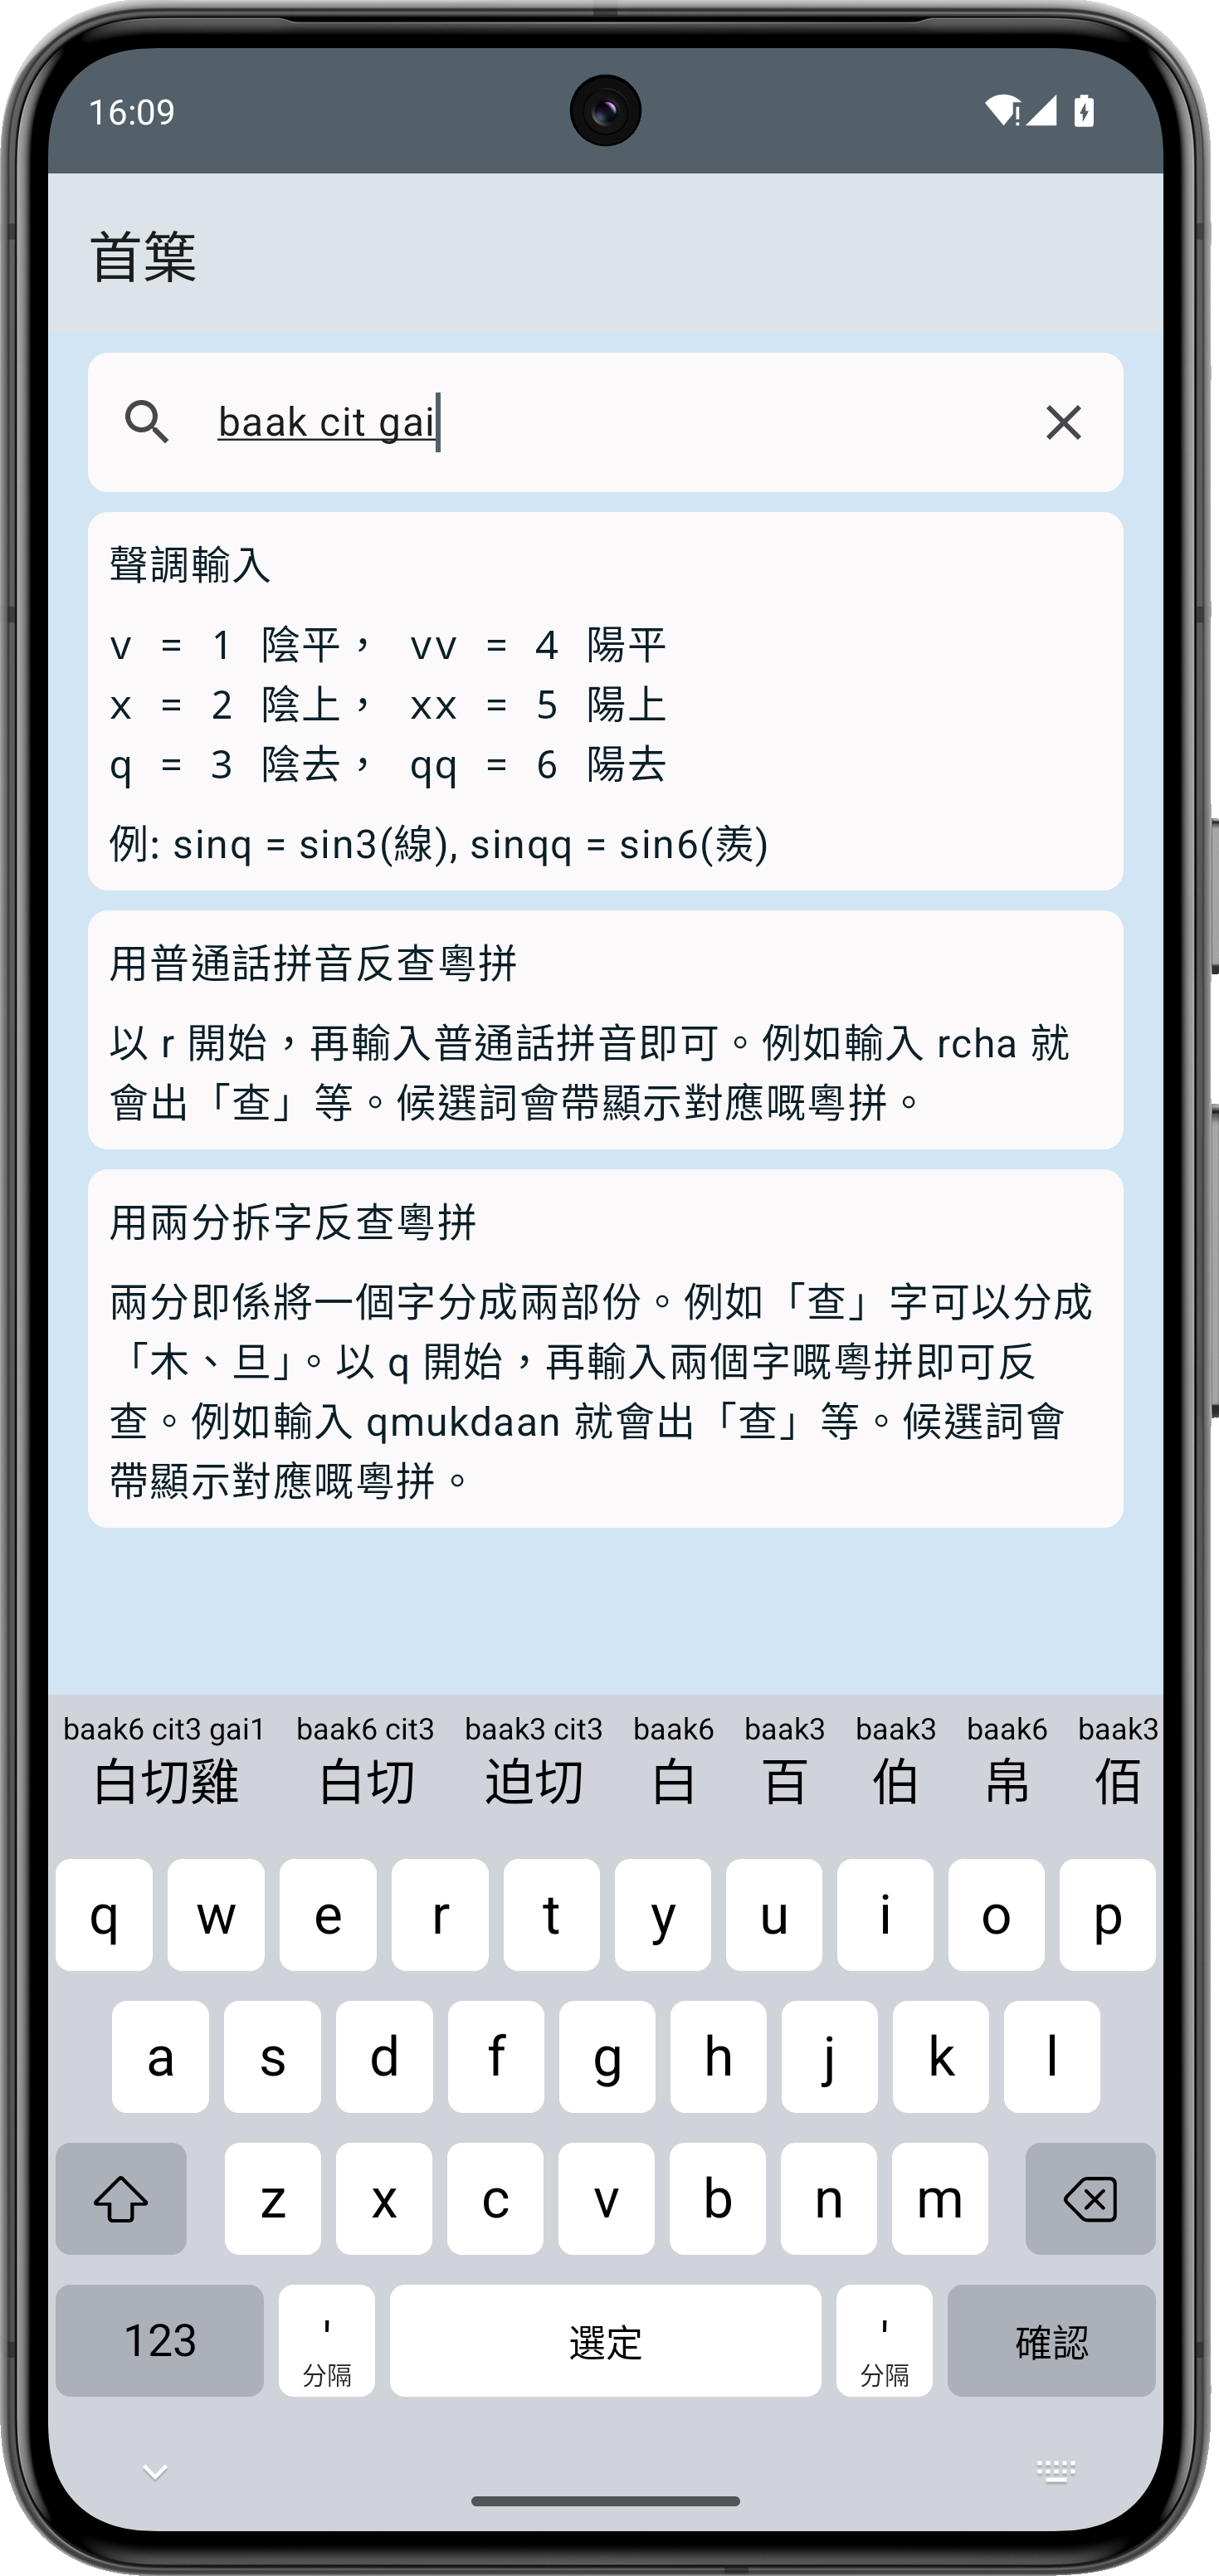 16:09
首頁
baak cit gai
聲調輸入
v = 1 陰平， vv = 4 陽平
x = 2 陰上， xx = 5 陽上
q = 3 陰去， qq = 6 陽去
例: sinq = sin3(線), sinqq = sin6(羨)
用普通話拼音反查粵拼
以 r 開始，再輸入普通話拼音即可。例如輸入 rcha 就
會出「查」等。候選詞會帶顯示對應嘅粵拼。
用兩分拆字反查粵拼
兩分即係將一個字分成兩部份。例如「查」字可以分成
「木、旦」。以 q 開始，再輸入兩個字嘅粵拼即可反
查。例如輸入 qmukdaan 就會出「查」等。候選詞會
帶顯示對應嘅粵拼。
baak6 cit3 gai1 baak6 cit3 baak3 cit3 baak6 baak3 baak3 baak6 baak3
白切雞 白切 迫切 白 百 伯 帛 佰
q w e r t y u i o p
a s d f g h j k l
z x c v b n m
123 ' 分隔 選定 ' 分隔 確認